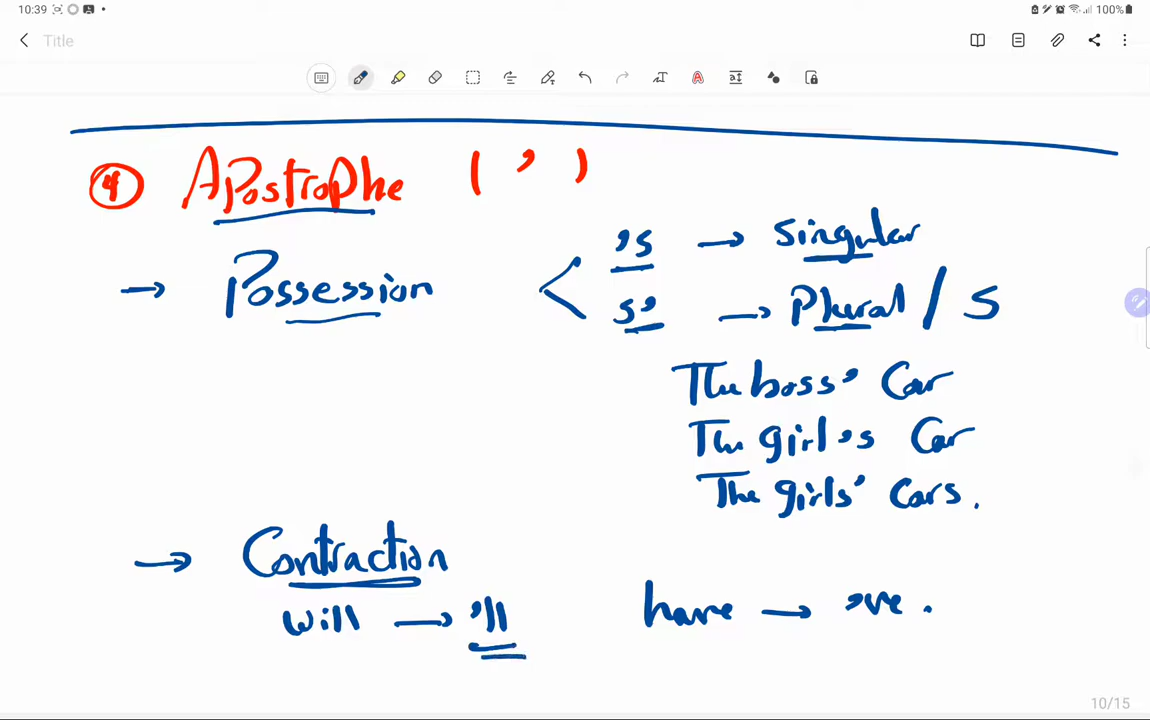 10:39 100%
Title
4 Apostrophe ( ’ )
→ Possession < ’s → Singular
s’ → Plural / S
The boss’ Car
The girl’s Car
The girls’ Cars.
→ Contraction
will → ’ll have → ’ve .
10/15